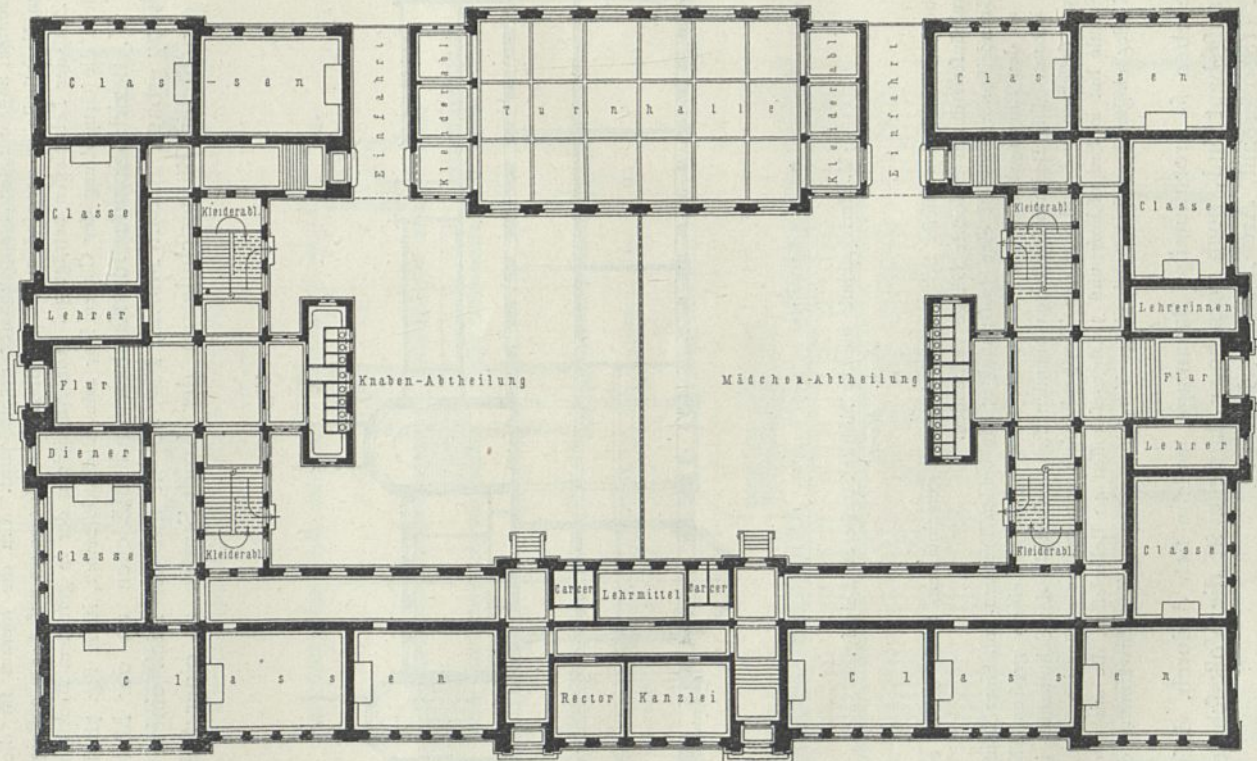 Classen
Einfahrt
Kleiderabl
Turnhalle
Kleiderabl
Einfahrt
Classen
Classe
Kleiderabl.
Kleiderabl.
Classe
Lehrer
Lehrerinnen
Flur
Knaben-Abtheilung
Mädchen-Abtheilung
Flur
Diener
Lehrer
Classe
Kleiderabl.
Kleiderabl.
Classe
Carcer
Lehrmittel
Carcer
Classen
Rector
Kanzlei
Classen